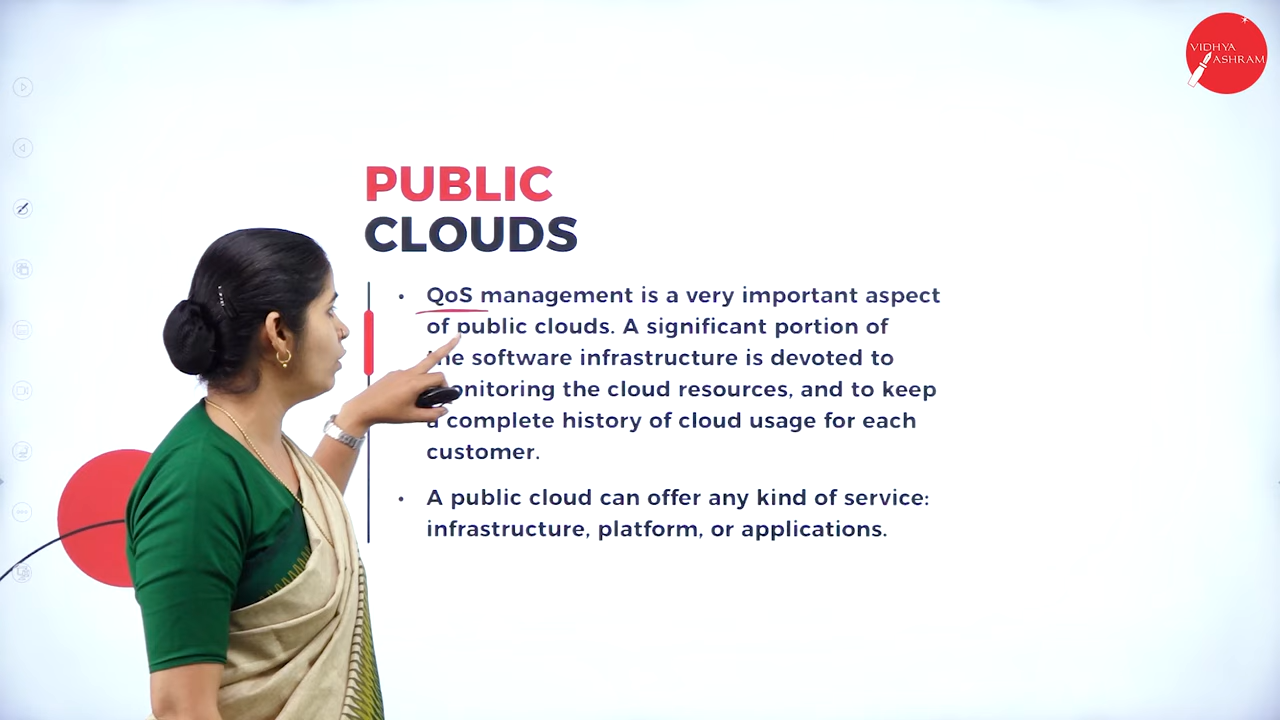 VIDHYA
ASHRAM
PUBLIC
CLOUDS
• QoS management is a very important aspect
of public clouds. A significant portion of
the software infrastructure is devoted to
monitoring the cloud resources, and to keep
a complete history of cloud usage for each
customer.
• A public cloud can offer any kind of service:
infrastructure, platform, or applications.